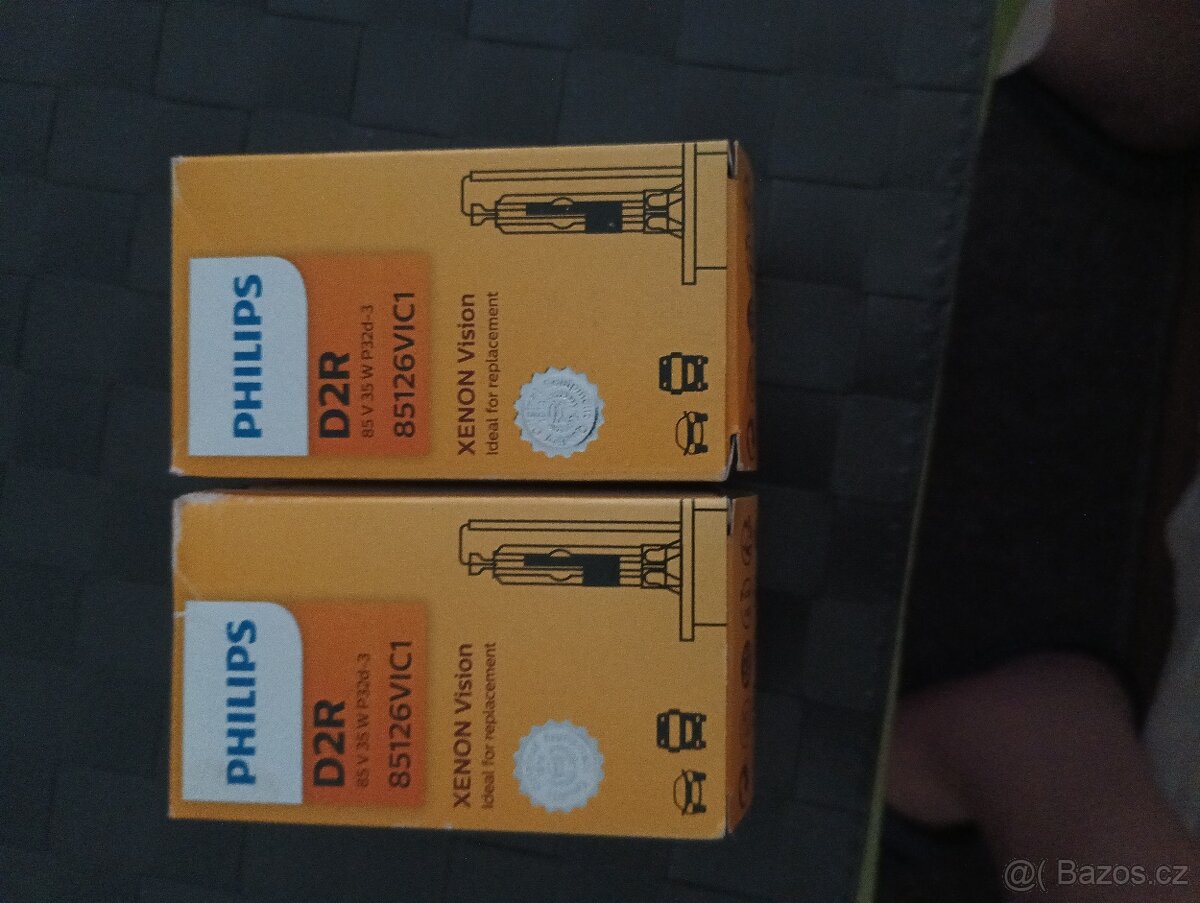 PHILIPS
D2R
85 V 35 W P32d-3
85126VIC1
XENON Vision
Ideal for replacement
PHILIPS
D2R
85 V 35 W P32d-3
85126VIC1
XENON Vision
Ideal for replacement
@( Bazos.cz